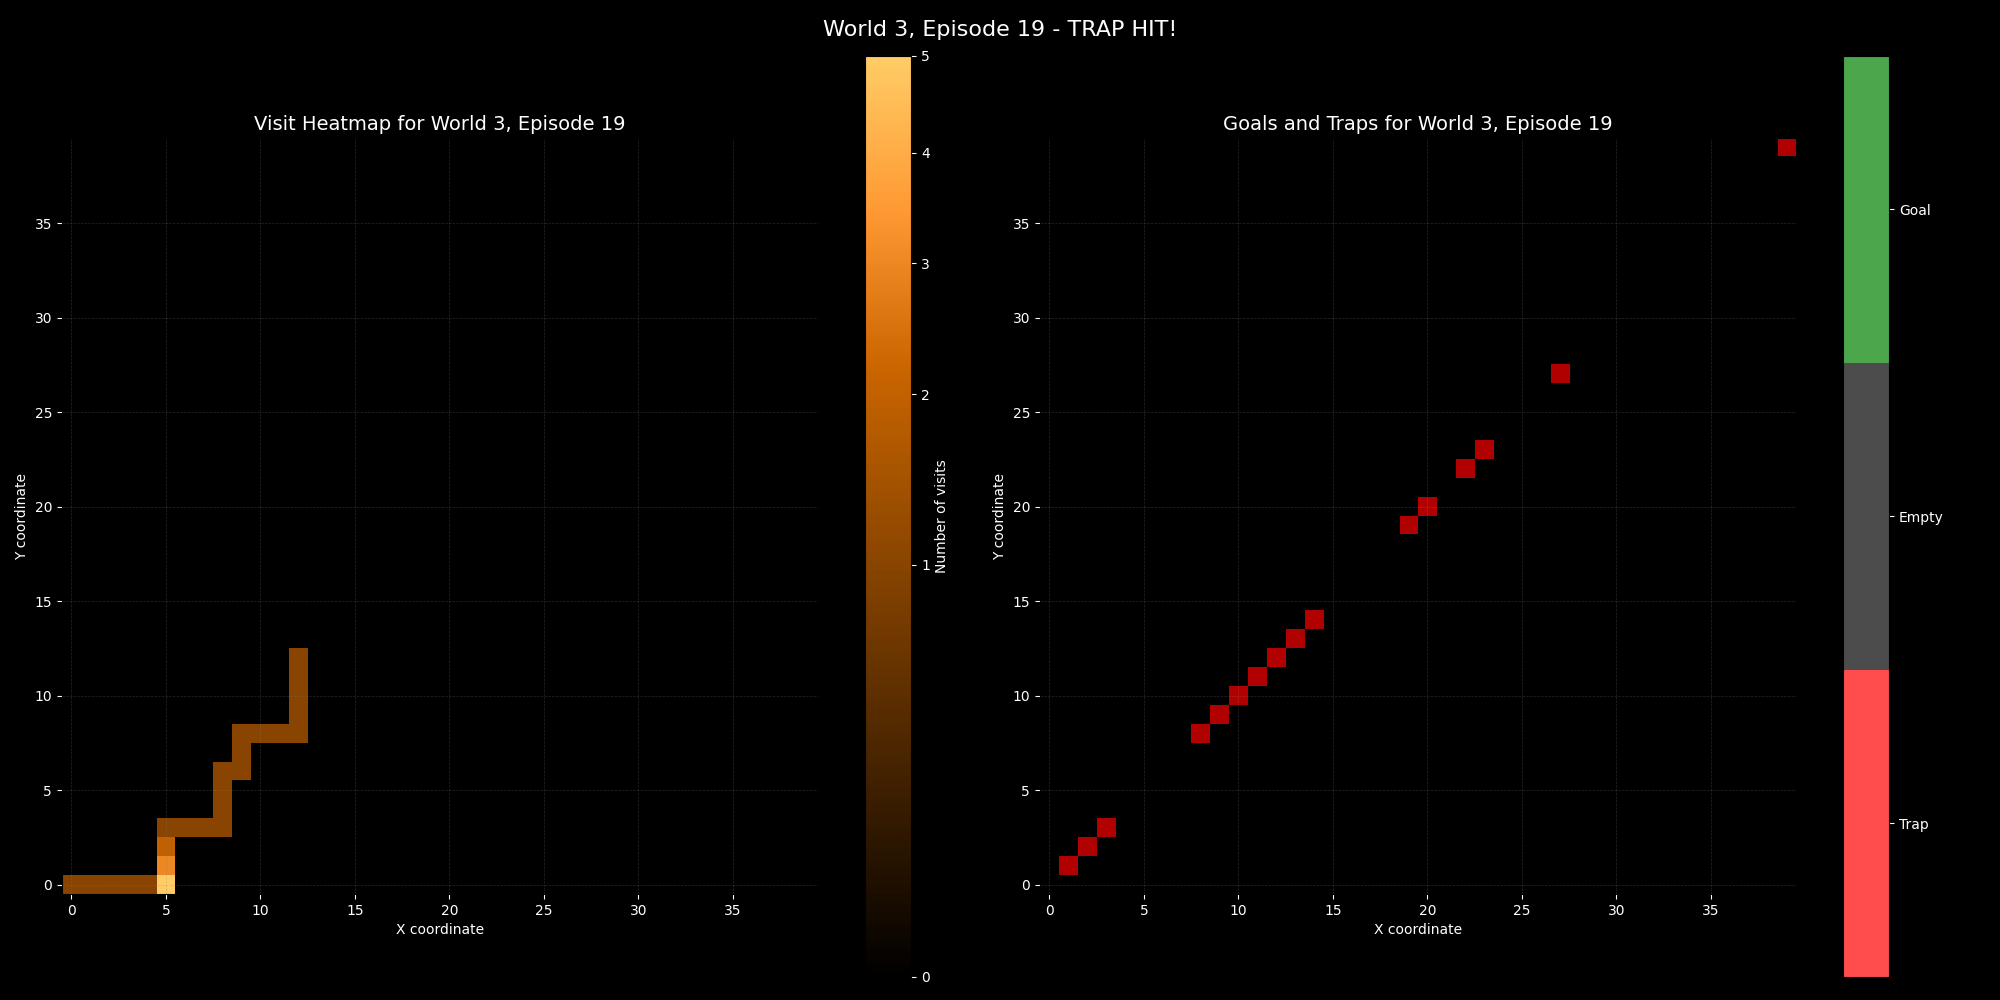 World 3, Episode 19 - TRAP HIT!
Visit Heatmap for World 3, Episode 19
35
30
25
20
15
10
5
0
Y coordinate
0 5 10 15 20 25 30 35
X coordinate
5
4
3
2
1
0
Number of visits
Goals and Traps for World 3, Episode 19
35
30
25
20
15
10
5
0
Y coordinate
0 5 10 15 20 25 30 35
X coordinate
Goal
Empty
Trap